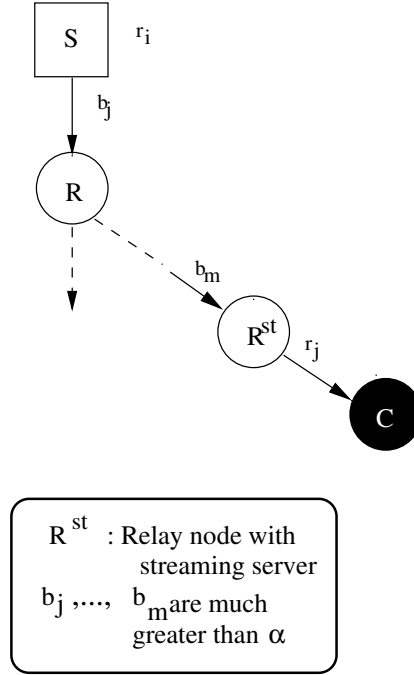 S r_i
b_j
R
b_m
R^st
r_j
C
R^st : Relay node with
streaming server
b_j ,..., b_m are much
greater than α